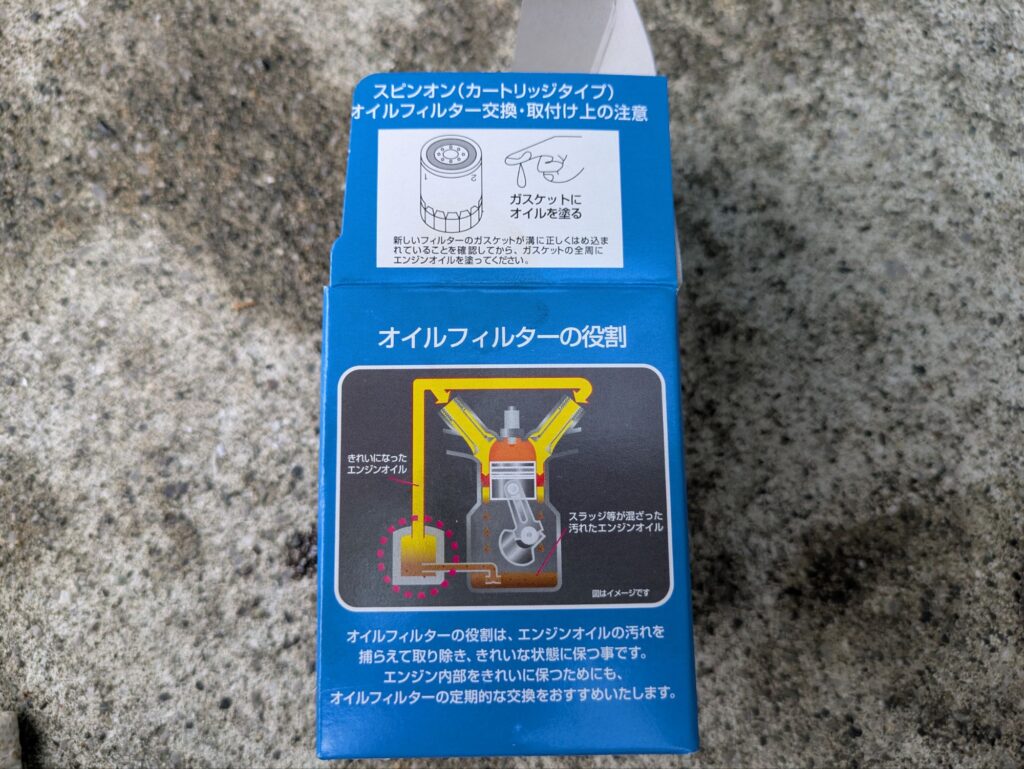 スピンオン(カートリッジタイプ)
オイルフィルター交換・取付け上の注意
1 2
ガスケットに
オイルを塗る
新しいフィルターのガスケットが溝に正しくはめ込ま
れていることを確認してから、ガスケットの全周に
エンジンオイルを塗ってください。
オイルフィルターの役割
きれいになった
エンジンオイル
スラッジ等が混ざった
汚れたエンジンオイル
図はイメージです
オイルフィルターの役割は、エンジンオイルの汚れを
捕らえて取り除き、きれいな状態に保つ事です。
エンジン内部をきれいに保つためにも、
オイルフィルターの定期的な交換をおすすめいたします。